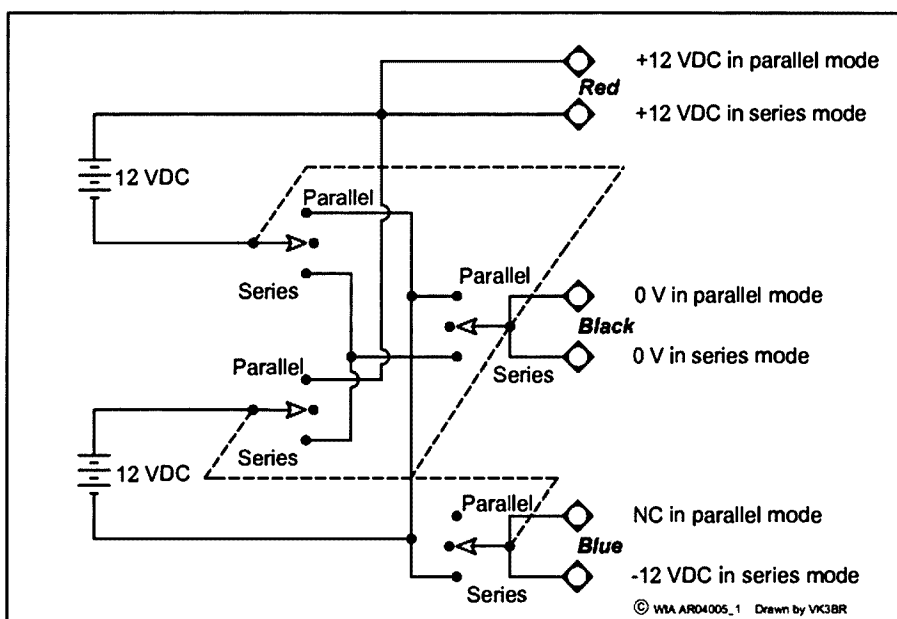 +12 VDC in parallel mode
Red
+12 VDC in series mode
12 VDC
Parallel
Series
Parallel
0 V in parallel mode
Black
0 V in series mode
Series
Parallel
Series
12 VDC
Parallel
NC in parallel mode
Blue
-12 VDC in series mode
Series
© WIA AR04005_1 Drawn by VK3BR